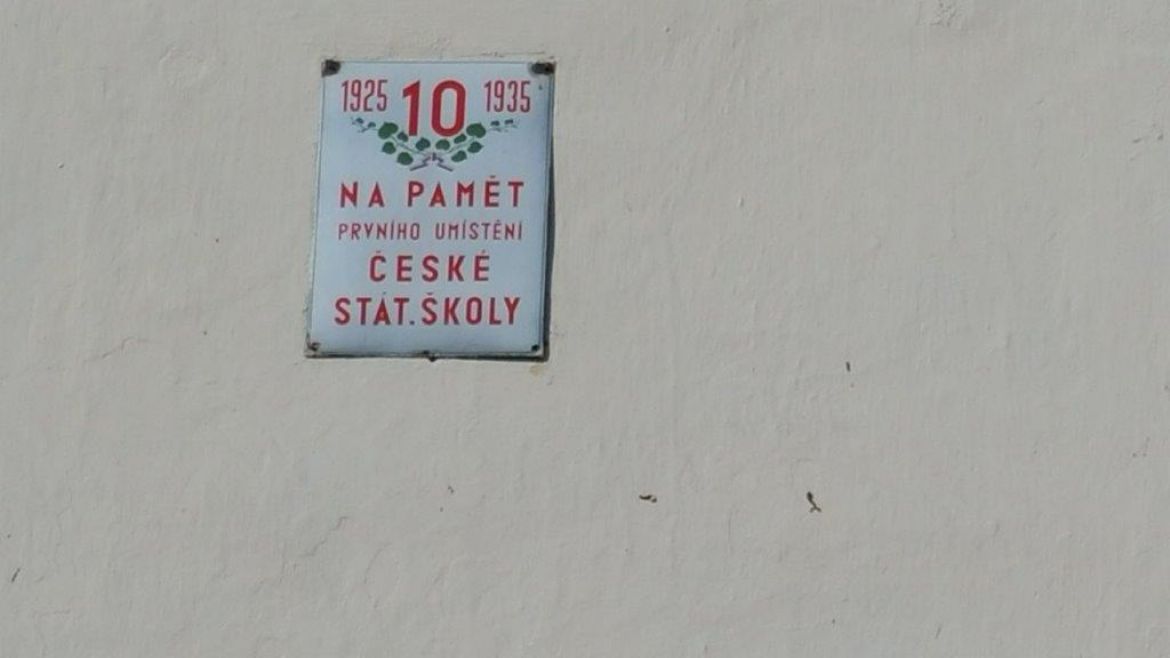 1925 10 1935
NA PAMĚT
PRVNÍHO UMÍSTĚNÍ
ČESKÉ
STÁT. ŠKOLY